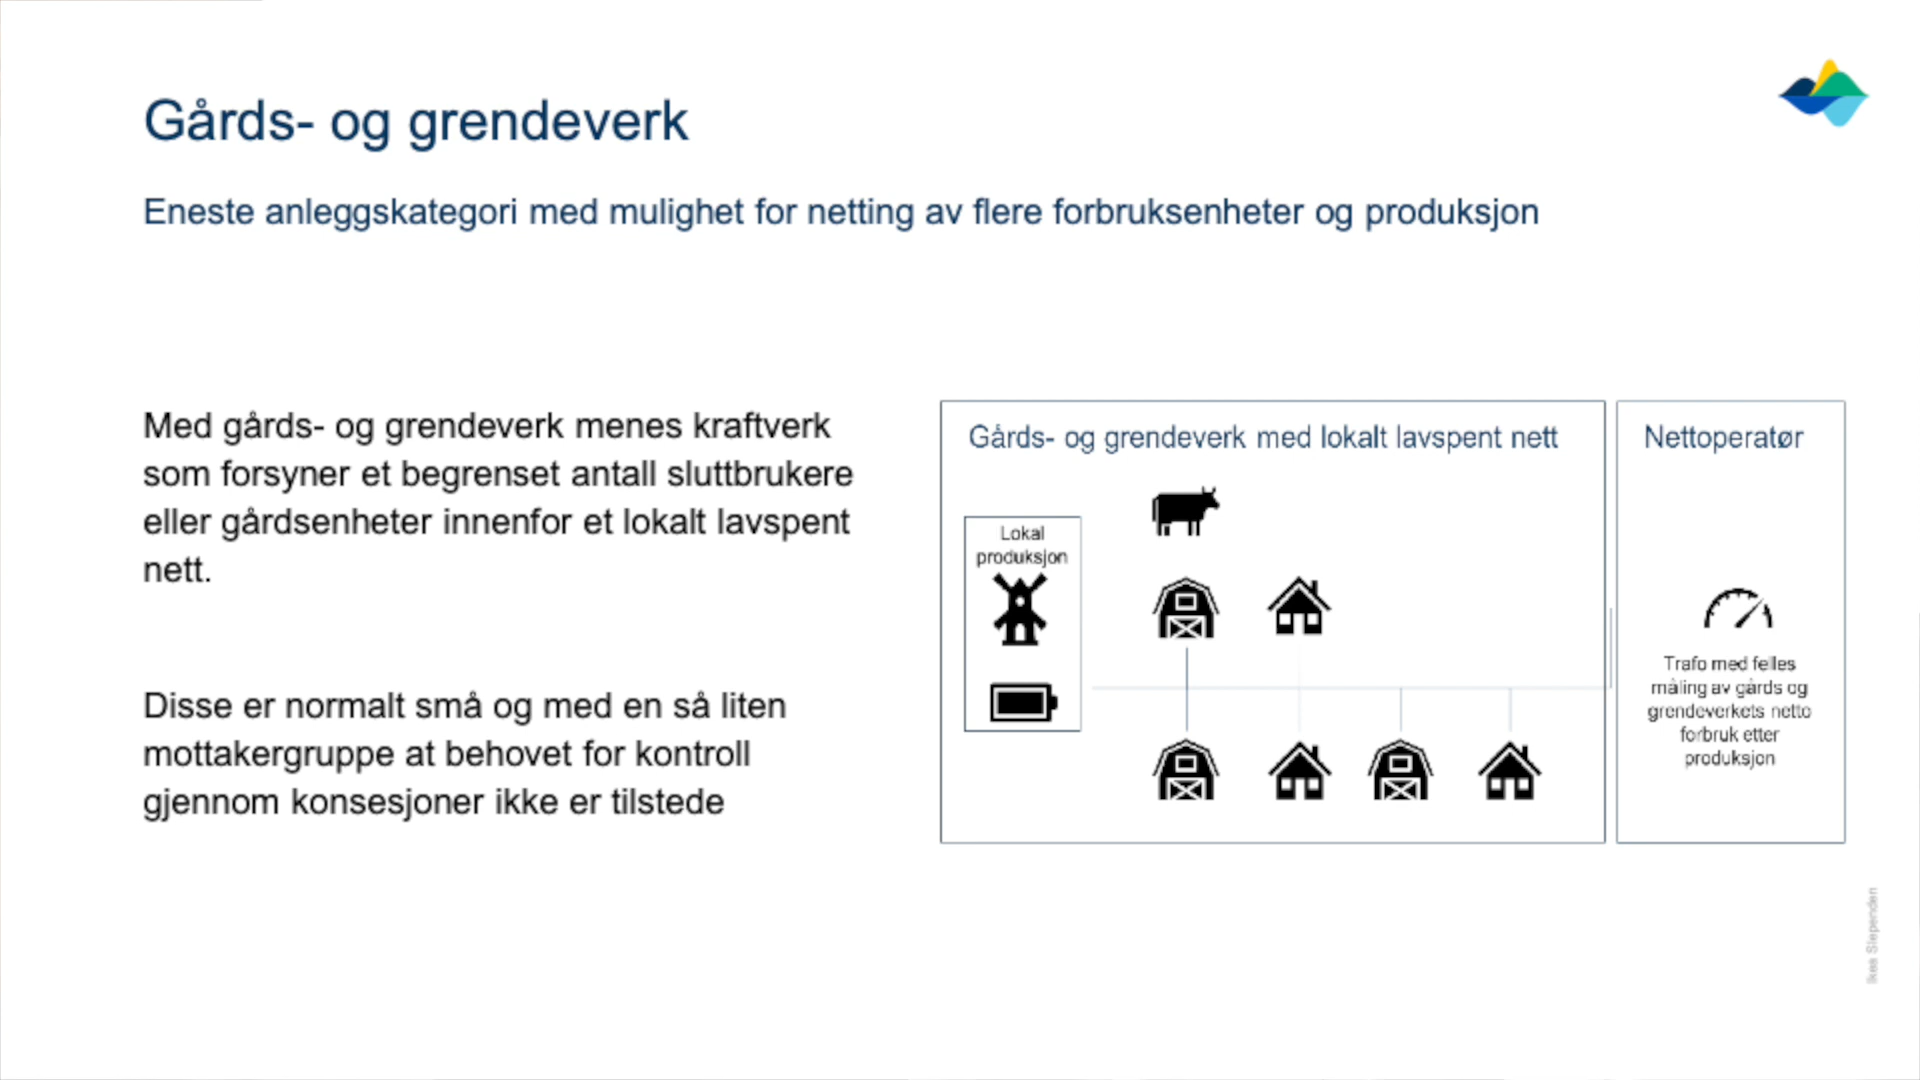 Gårds- og grendeverk
Eneste anleggskategori med mulighet for netting av flere forbruksenheter og produksjon
Med gårds- og grendeverk menes kraftverk
som forsyner et begrenset antall sluttbrukere
eller gårdsenheter innenfor et lokalt lavspent
nett.
Disse er normalt små og med en så liten
mottakergruppe at behovet for kontroll
gjennom konsesjoner ikke er tilstede
Gårds- og grendeverk med lokalt lavspent nett
Lokal
produksjon
Nettoperatør
Trafo med felles
måling av gårds og
grendeverkets netto
forbruk etter
produksjon
Slependen